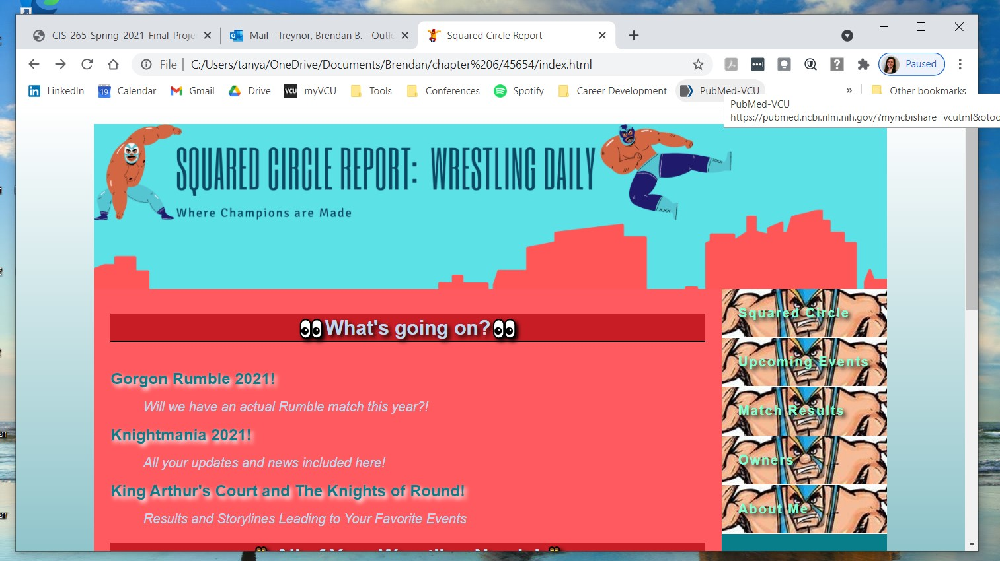 CIS_265_Spring_2021_Final_Proje
Mail - Treynor, Brendan B. - Outlo
Squared Circle Report
File
C:/Users/tanya/OneDrive/Documents/Brendan/chapter%206/45654/index.html
Paused
LinkedIn
19
Calendar
Gmail
Drive
VCU
myVCU
Tools
Conferences
Spotify
Career Development
PubMed-VCU
»
Other bookmarks
PubMed-VCU
https://pubmed.ncbi.nlm.nih.gov/?myncbishare=vcutml&otoo
SQUARED CIRCLE REPORT: WRESTLING DAILY
Where Champions are Made
👀What's going on?👀
Gorgon Rumble 2021!
Will we have an actual Rumble match this year?!
Knightmania 2021!
All your updates and news included here!
King Arthur's Court and The Knights of Round!
Results and Storylines Leading to Your Favorite Events
Squared Circle
Upcoming Events
Match Results
Owners
About Me